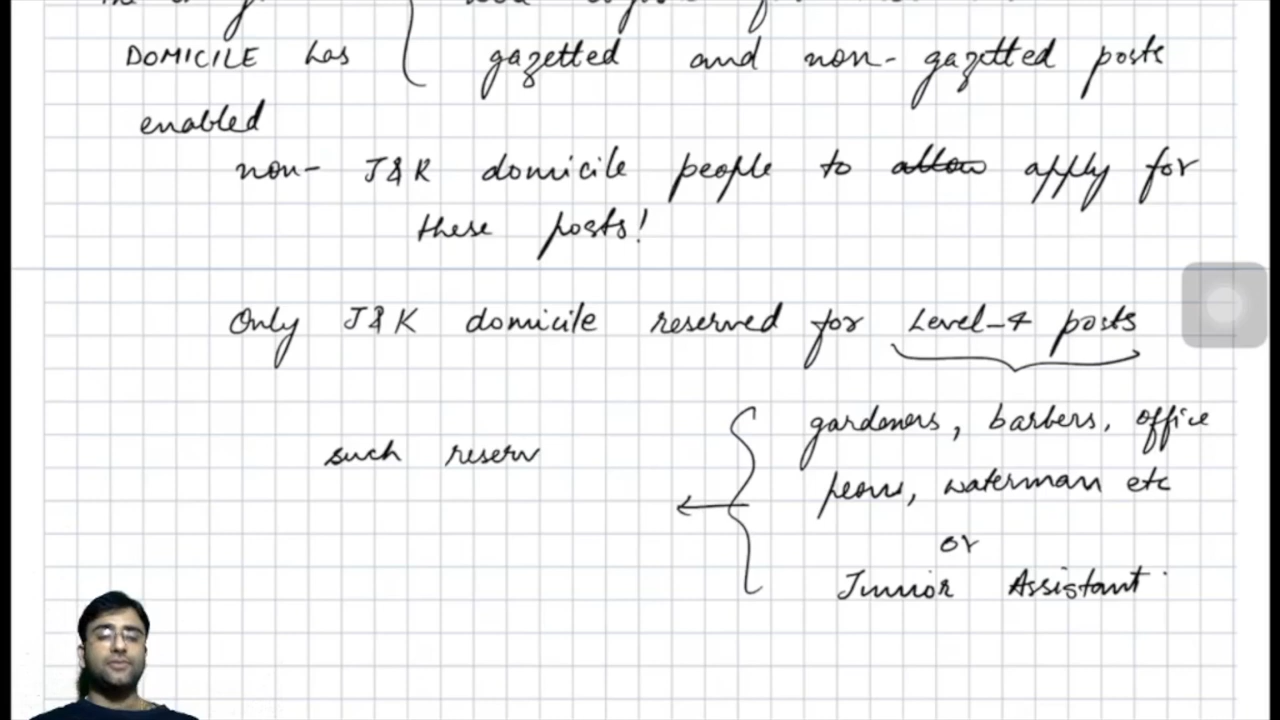 DOMICILE has
gazetted and non-gazetted posts
enabled
non- J&K domicile people to allow apply for
these posts!
Only J&K domicile reserved for Level-4 posts
gardeners, barbers, office
such reserv
peons, waterman etc
or
Junior Assistant